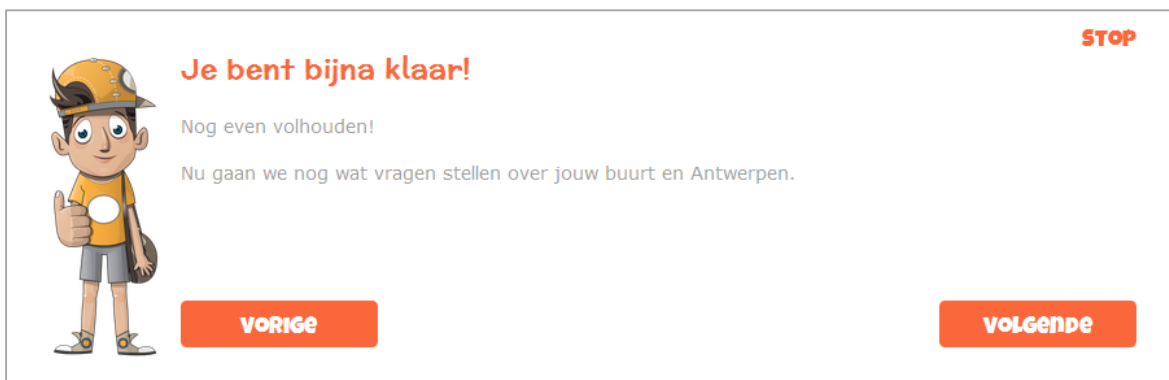 STOP
Je bent bijna klaar!
Nog even volhouden!
Nu gaan we nog wat vragen stellen over jouw buurt en Antwerpen.
VORIGE
VOLGENDE